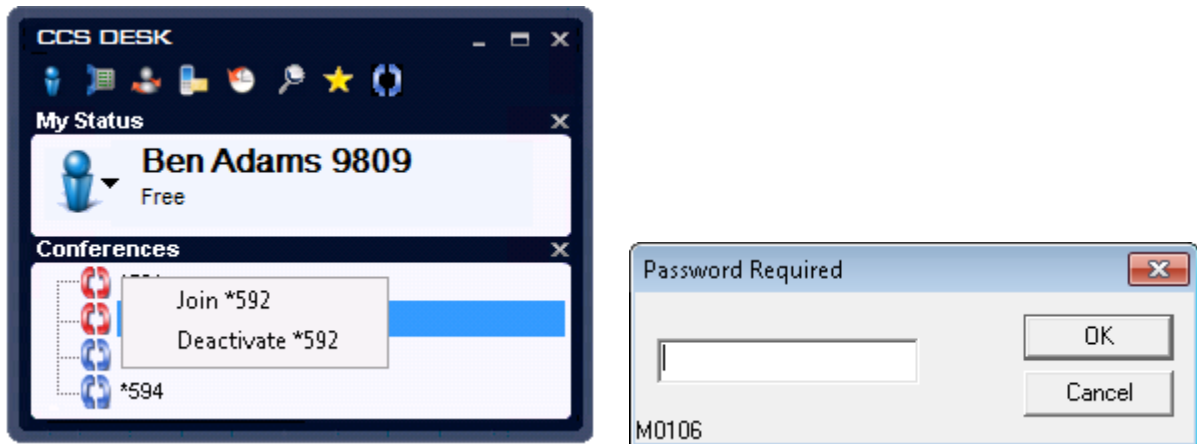 CCS DESK
My Status
Ben Adams 9809
Free
Conferences
Join *592
Deactivate *592
*594
Password Required
OK
Cancel
M0106